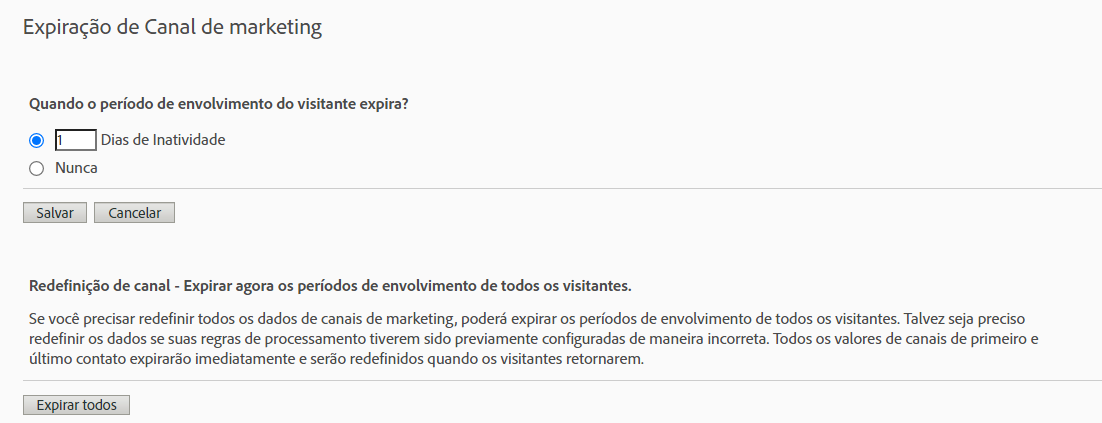 Expiração de Canal de marketing
Quando o período de envolvimento do visitante expira?
1 Dias de Inatividade
Nunca
Salvar Cancelar
Redefinição de canal - Expirar agora os períodos de envolvimento de todos os visitantes.
Se você precisar redefinir todos os dados de canais de marketing, poderá expirar os períodos de envolvimento de todos os visitantes. Talvez seja preciso
redefinir os dados se suas regras de processamento tiverem sido previamente configuradas de maneira incorreta. Todos os valores de canais de primeiro e
último contato expirarão imediatamente e serão redefinidos quando os visitantes retornarem.
Expirar todos